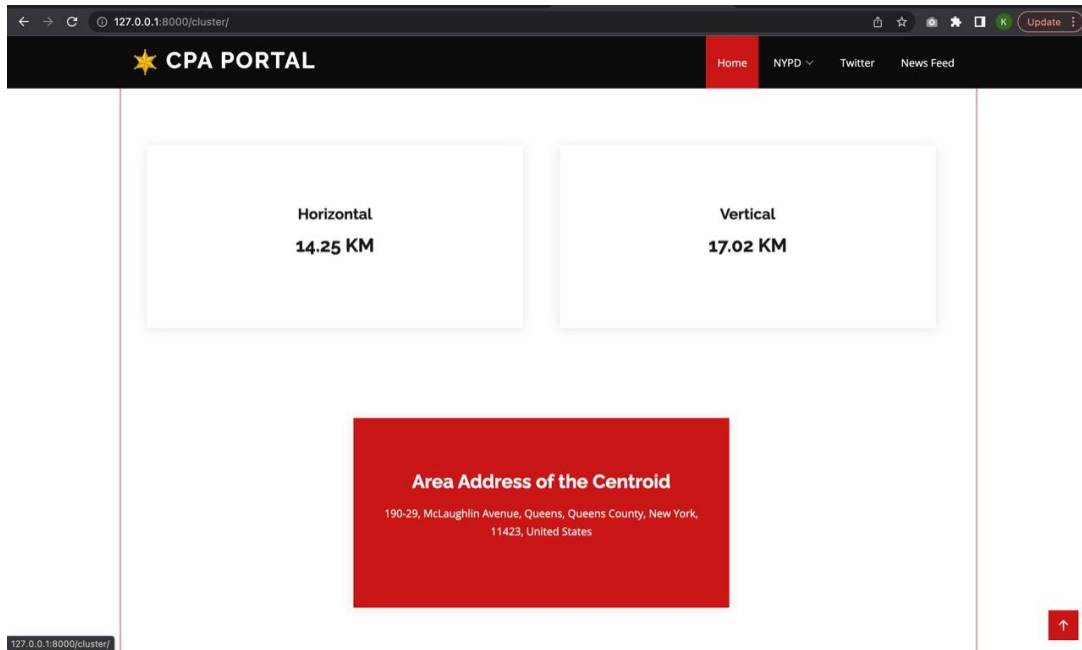 127.0.0.1:8000/cluster/
K
Update
CPA PORTAL
Home
NYPD
Twitter
News Feed
Horizontal
14.25 KM
Vertical
17.02 KM
Area Address of the Centroid
190-29, McLaughlin Avenue, Queens, Queens County, New York,
11423, United States
127.0.0.1:8000/cluster/